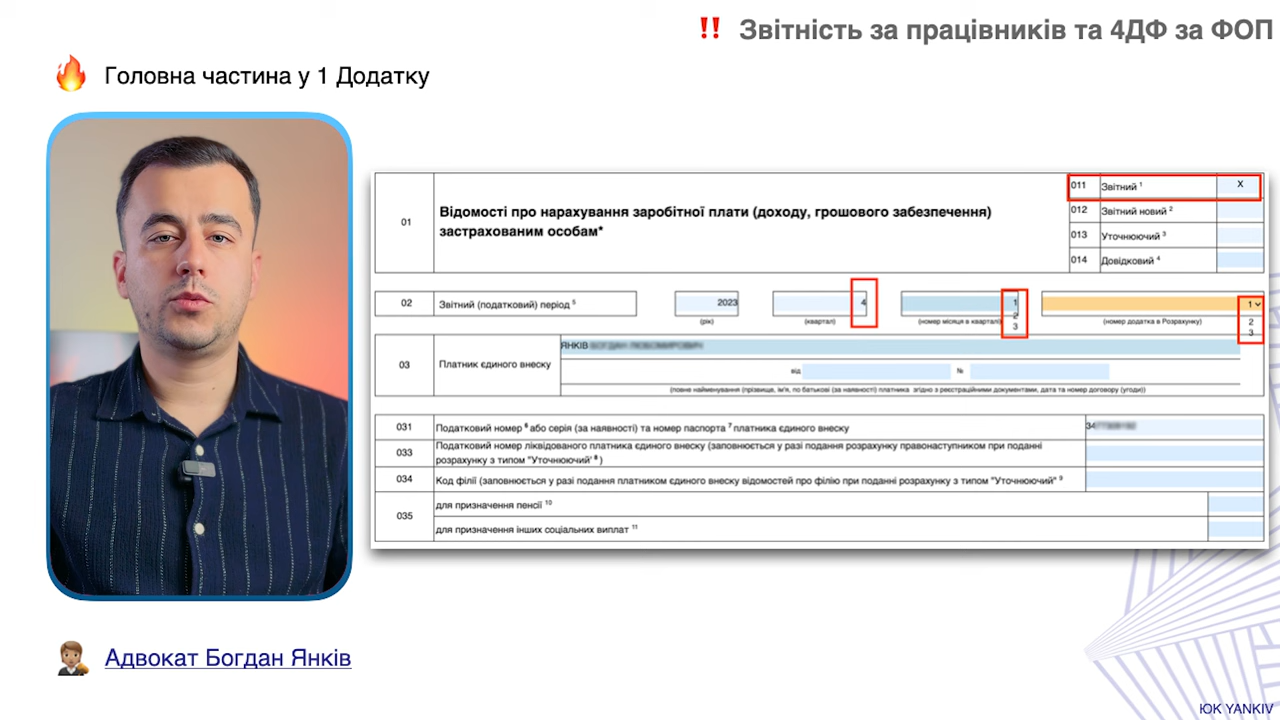 ‼ Звітність за працівників та 4ДФ за ФОП
🔥 Головна частина у 1 Додатку
01
Відомості про нарахування заробітної плати (доходу, грошового забезпечення)
застрахованим особам*
011 Звітний 1 X
012 Звітний новий 2
013 Уточнюючий 3
014 Довідковий 4
02 Звітний (податковий) період 5 2023 4 1 1
2 2
3 3
(рік) (квартал) (номер місяця в кварталі) (номер додатка в Розрахунку)
03 Платник єдиного внеску
ЯНКІВ
від №
(повне найменування (прізвище, ім'я, по батькові (за наявності) платника згідно з реєстраційними документами, дата та номер договору (угоди))
031 Податковий номер 6 або серія (за наявності) та номер паспорта 7 платника єдиного внеску 34
033 Податковий номер ліквідованого платника єдиного внеску (заповнюється у разі подання розрахунку правонаступником при поданні
розрахунку з типом "Уточнюючий" 8 )
034 Код філії (заповнюється у разі подання платником єдиного внеску відомостей про філію при поданні розрахунку з типом "Уточнюючий" 9
035
для призначення пенсії 10
для призначення інших соціальних виплат 11
Адвокат Богдан Янків
ЮК YANKIV